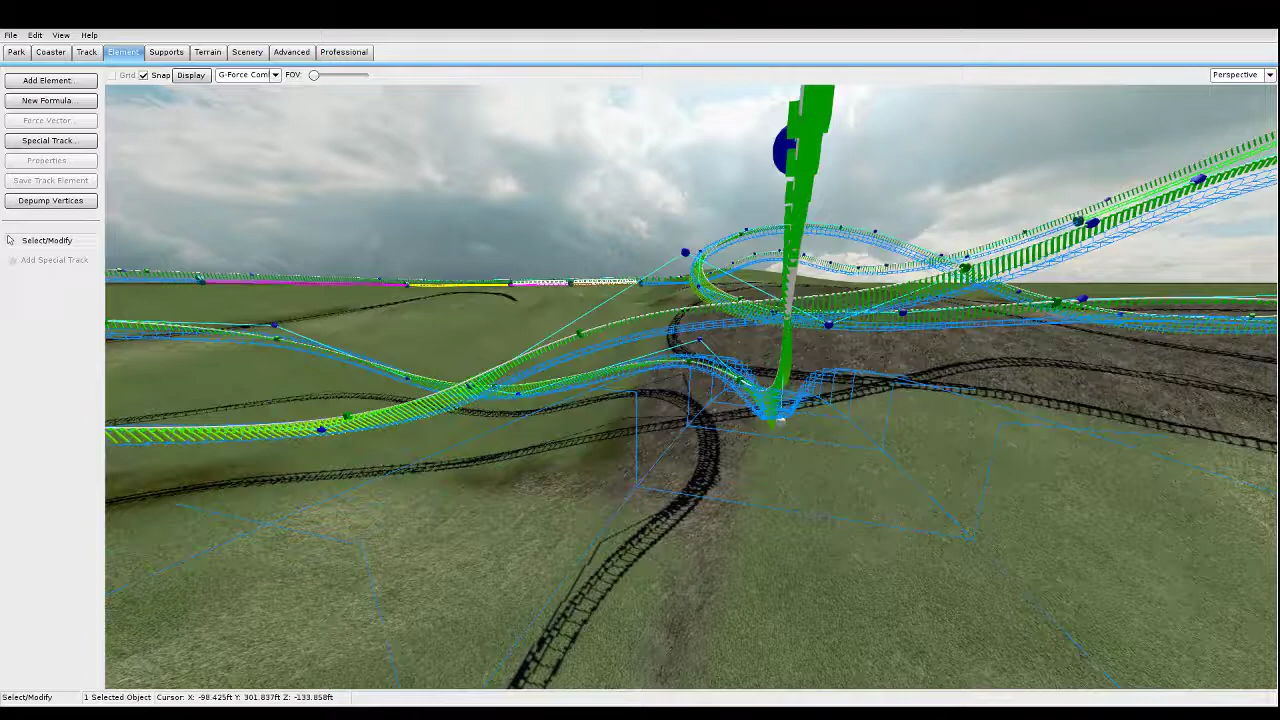 File Edit View Help
Park Coaster Track Element Supports Terrain Scenery Advanced Professional
Grid Snap Display G-Force Com FOV: Perspective
Add Element..
New Formula...
Force Vector...
Special Track...
Properties...
Save Track Element
Depump Vertices
Select/Modify
Add Special Track
Select/Modify 1 Selected Object Cursor: X: -98.425ft Y: 301.837ft Z: -133.858ft